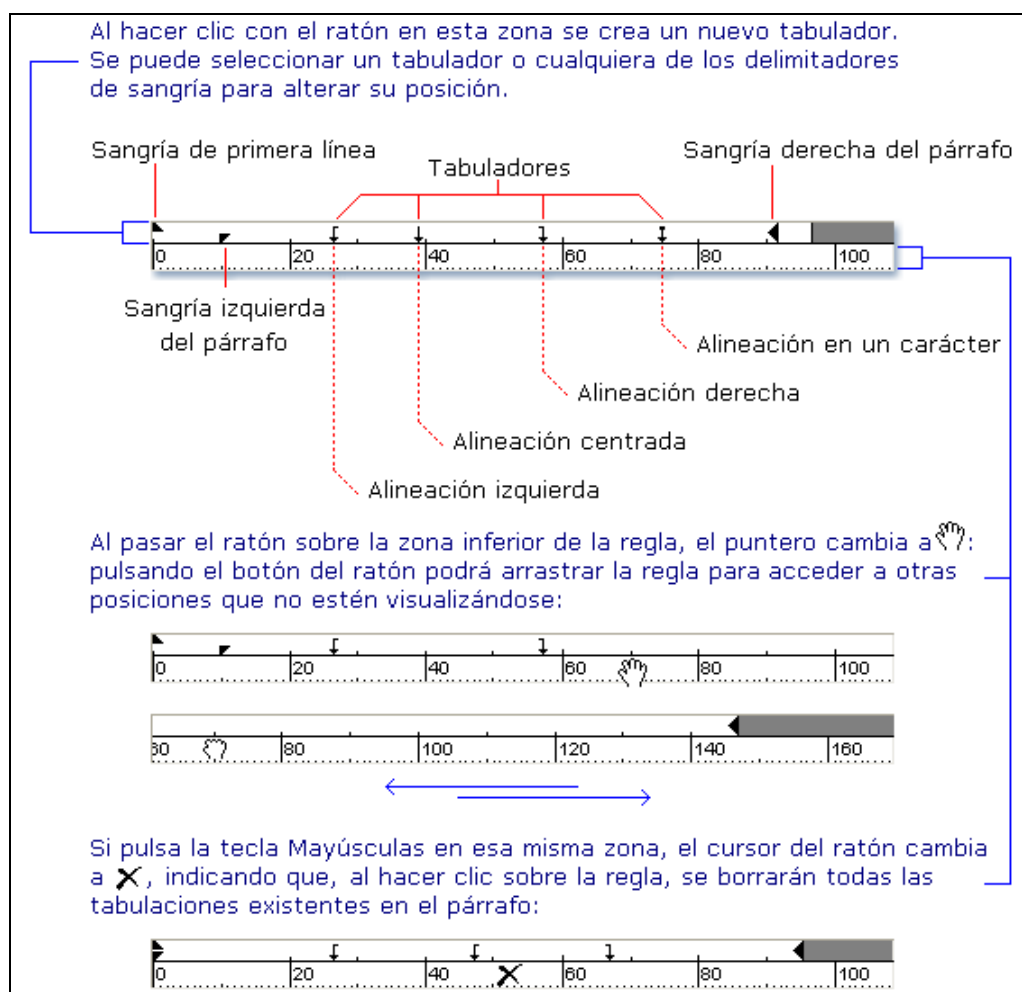 Al hacer clic con el ratón en esta zona se crea un nuevo tabulador.
Se puede seleccionar un tabulador o cualquiera de los delimitadores
de sangría para alterar su posición.
Sangría de primera línea
Tabuladores
Sangría derecha del párrafo
0 20 40 60 80 100
Sangría izquierda
del párrafo
Alineación en un carácter
Alineación derecha
Alineación centrada
Alineación izquierda
Al pasar el ratón sobre la zona inferior de la regla, el puntero cambia a :
pulsando el botón del ratón podrá arrastrar la regla para acceder a otras
posiciones que no estén visualizándose:
0 20 40 60 80 100
60 80 100 120 140 160
Si pulsa la tecla Mayúsculas en esa misma zona, el cursor del ratón cambia
a , indicando que, al hacer clic sobre la regla, se borrarán todas las
tabulaciones existentes en el párrafo:
0 20 40 60 80 100